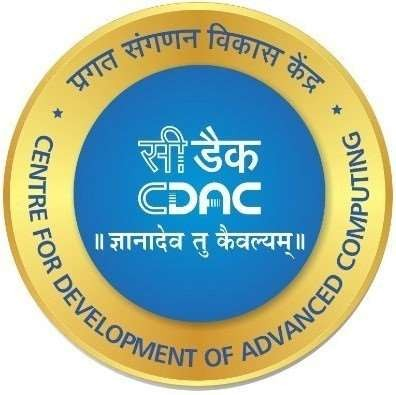 प्रगत संगणन विकास केंद्र
सी डैक
CDAC
॥ ज्ञानादेव तु कैवल्यम् ॥
CENTRE FOR DEVELOPMENT OF ADVANCED COMPUTING